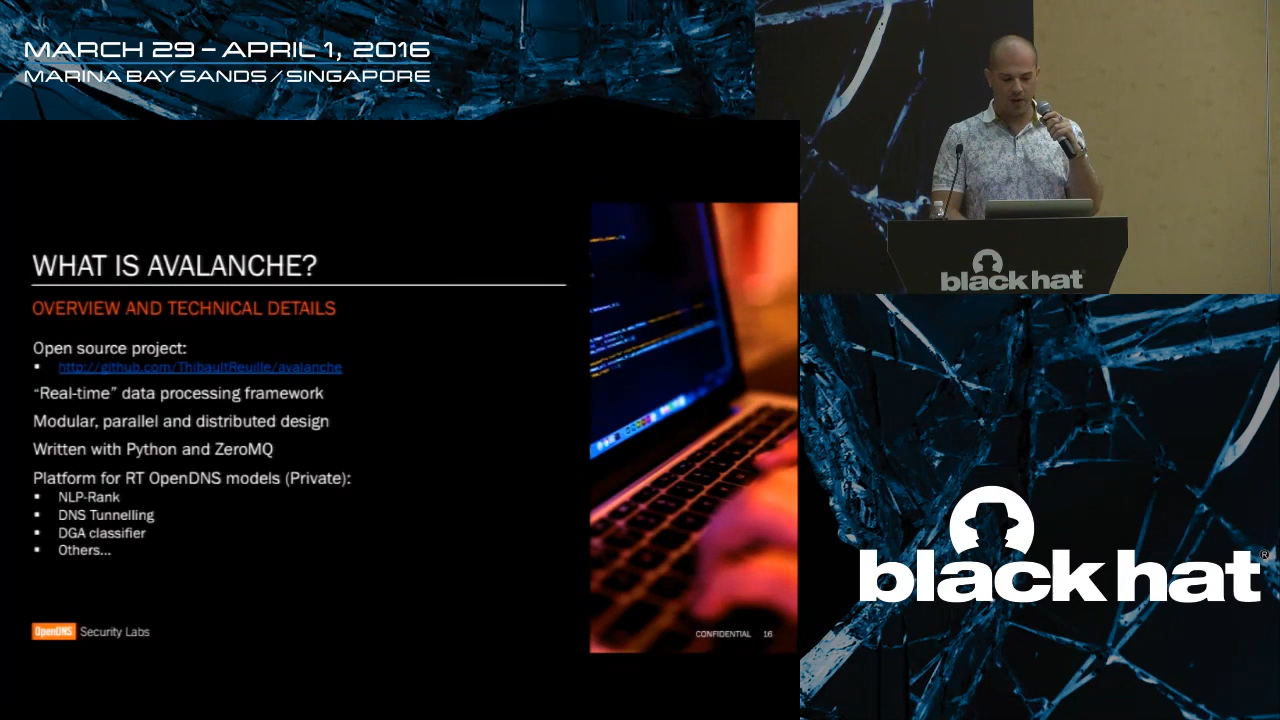 MARCH 29 – APRIL 1, 2016
MARINA BAY SANDS / SINGAPORE
WHAT IS AVALANCHE?
OVERVIEW AND TECHNICAL DETAILS
Open source project:
▪ http://github.com/ThibaultReuille/avalanche
“Real-time” data processing framework
Modular, parallel and distributed design
Written with Python and ZeroMQ
Platform for RT OpenDNS models (Private):
▪ NLP-Rank
▪ DNS Tunnelling
▪ DGA classifier
▪ Others...
OpenDNS Security Labs
CONFIDENTIAL 16
black hat
black hat®